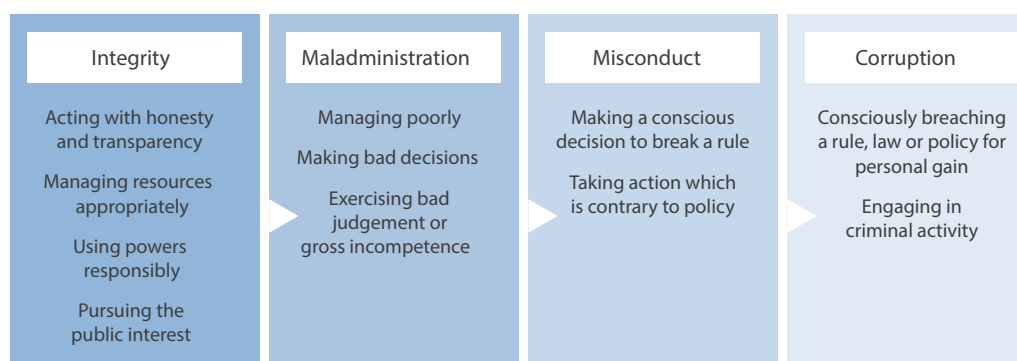 Integrity
Acting with honesty
and transparency
Managing resources
appropriately
Using powers
responsibly
Pursuing the
public interest
Maladministration
Managing poorly
Making bad decisions
Exercising bad
judgement or
gross incompetence
Misconduct
Making a conscious
decision to break a rule
Taking action which
is contrary to policy
Corruption
Consciously breaching
a rule, law or policy for
personal gain
Engaging in
criminal activity